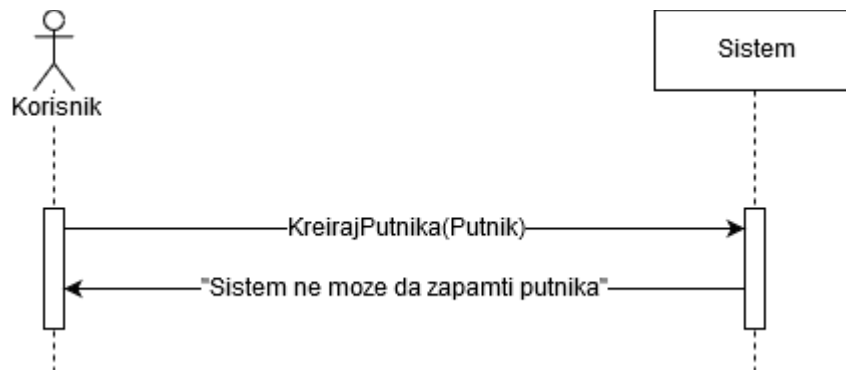 Korisnik
Sistem
KreirajPutnika(Putnik)
"Sistem ne moze da zapamti putnika"